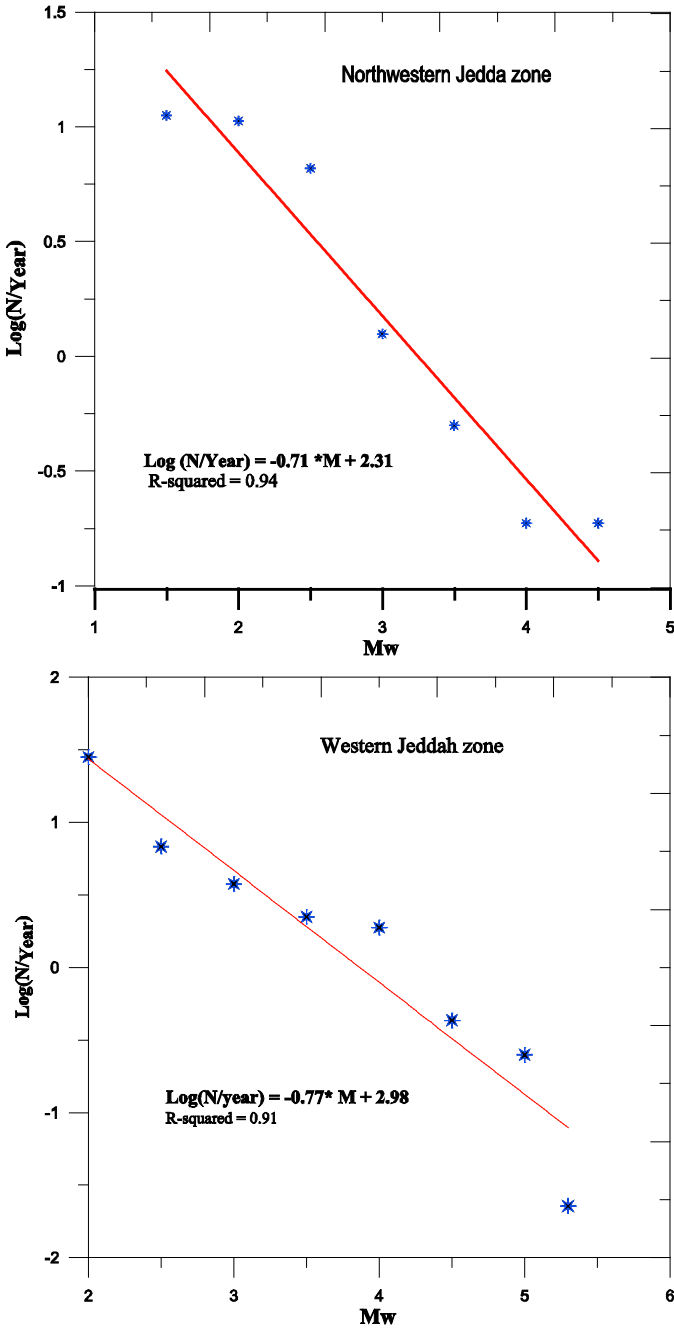 1.5
Northwestern Jedda zone
1
0.5
Log(N/Year)
0
Log (N/Year) = -0.71 *M + 2.31
R-squared = 0.94
-0.5
-1
1 2 3 4 5
Mw
2
Western Jeddah zone
1
Log(N/Year)
0
Log(N/year) = -0.77* M + 2.98
R-squared = 0.91
-1
-2
2 3 4 5 6
Mw